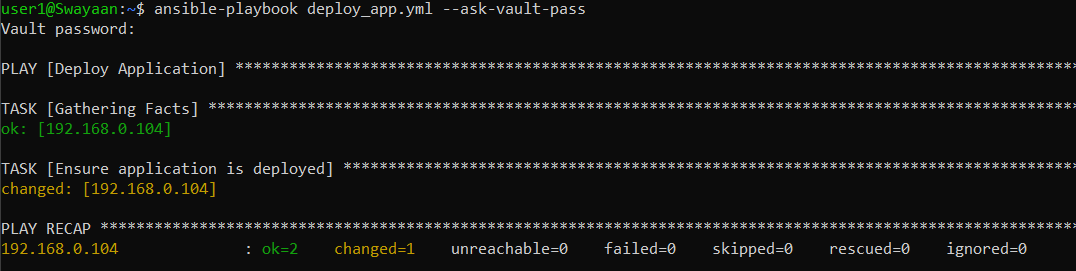 user1@Swayaan:~$ ansible-playbook deploy_app.yml --ask-vault-pass
Vault password:
PLAY [Deploy Application] *********************************************************************************************
TASK [Gathering Facts] ************************************************************************************************
ok: [192.168.0.104]
TASK [Ensure application is deployed] *********************************************************************************
changed: [192.168.0.104]
PLAY RECAP ************************************************************************************************************
192.168.0.104              : ok=2    changed=1    unreachable=0    failed=0    skipped=0    rescued=0    ignored=0